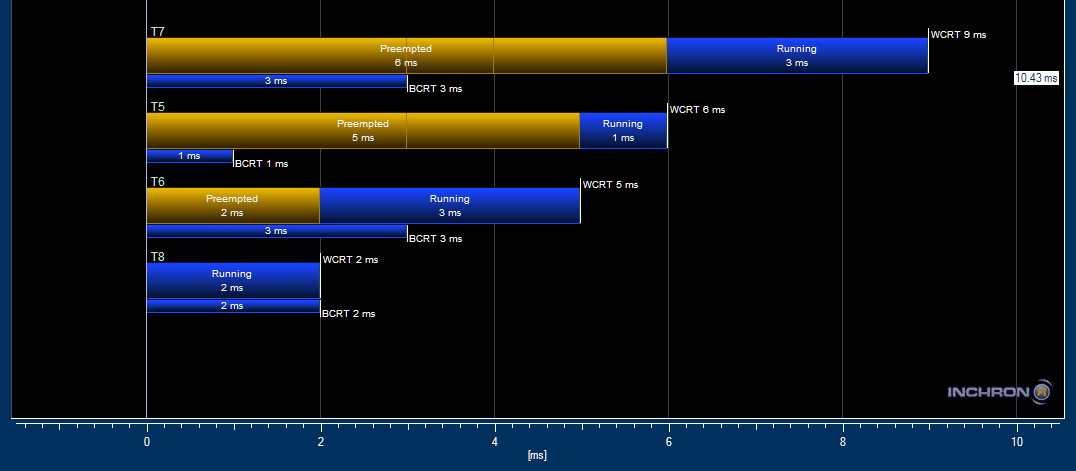 T7
Preempted
6 ms
Running
3 ms
WCRT 9 ms
3 ms
BCRT 3 ms
10.43 ms
T5
Preempted
5 ms
Running
1 ms
WCRT 6 ms
1 ms
BCRT 1 ms
T6
Preempted
2 ms
Running
3 ms
WCRT 5 ms
3 ms
BCRT 3 ms
T8
Running
2 ms
WCRT 2 ms
2 ms
BCRT 2 ms
INCHRON
0 2 4 6 8 10
[ms]